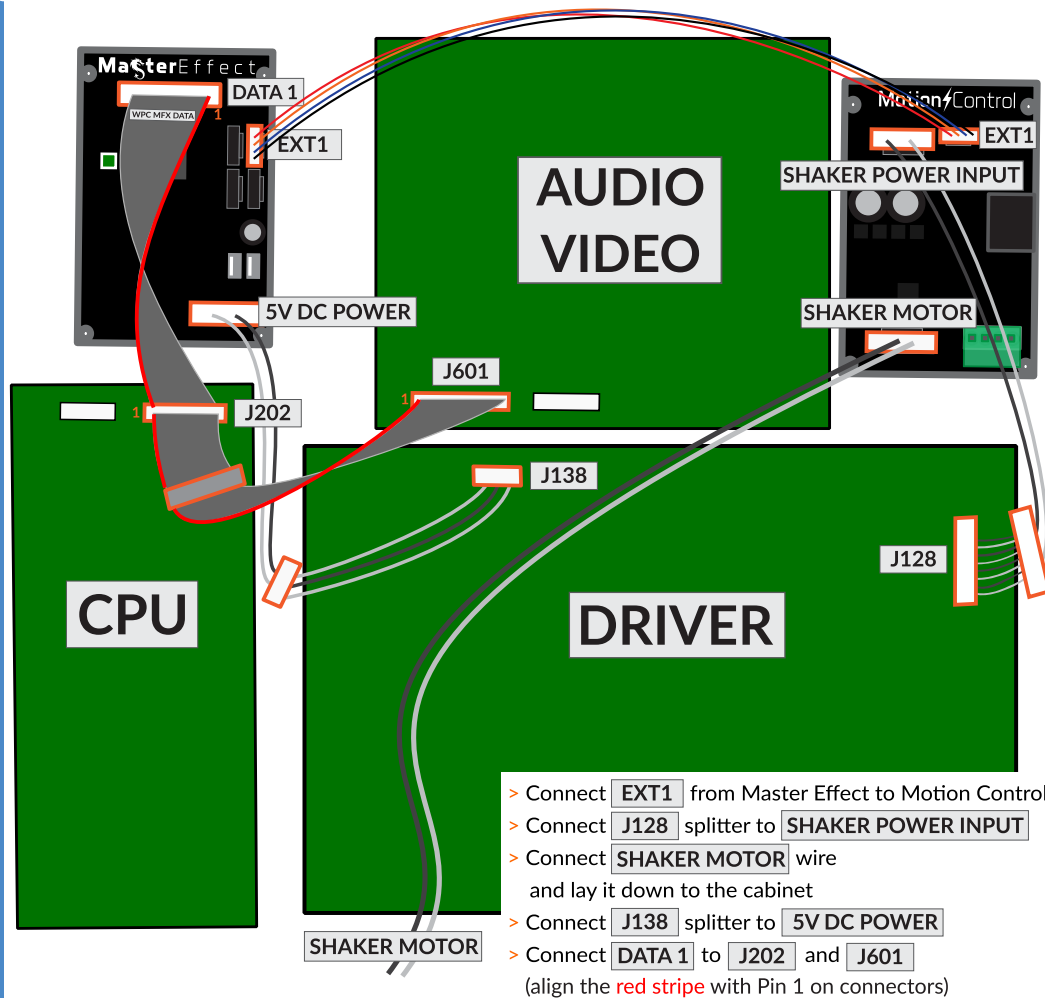 MasterEffect
DATA 1
WPC MFX DATA
1
EXT1
5V DC POWER
AUDIO
VIDEO
Motion Control
EXT1
SHAKER POWER INPUT
SHAKER MOTOR
J601
1
1
J202
J138
J128
CPU
DRIVER
SHAKER MOTOR
> Connect EXT1 from Master Effect to Motion Control
> Connect J128 splitter to SHAKER POWER INPUT
> Connect SHAKER MOTOR wire
and lay it down to the cabinet
> Connect J138 splitter to 5V DC POWER
> Connect DATA 1 to J202 and J601
(align the red stripe with Pin 1 on connectors)